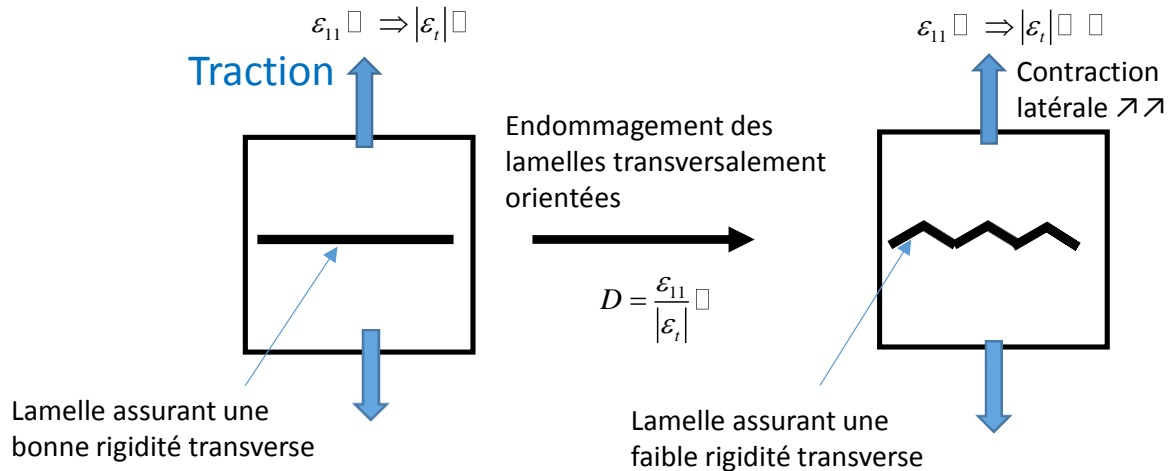 ε₁₁ □ ⇒ |εₜ| □
Traction
Lamelle assurant une
bonne rigidité transverse
Endommagement des
lamelles transversalement
orientées
D = ε₁₁ / |εₜ| □
ε₁₁ □ ⇒ |εₜ| □ □
Contraction
latérale ↗↗
Lamelle assurant une
faible rigidité transverse